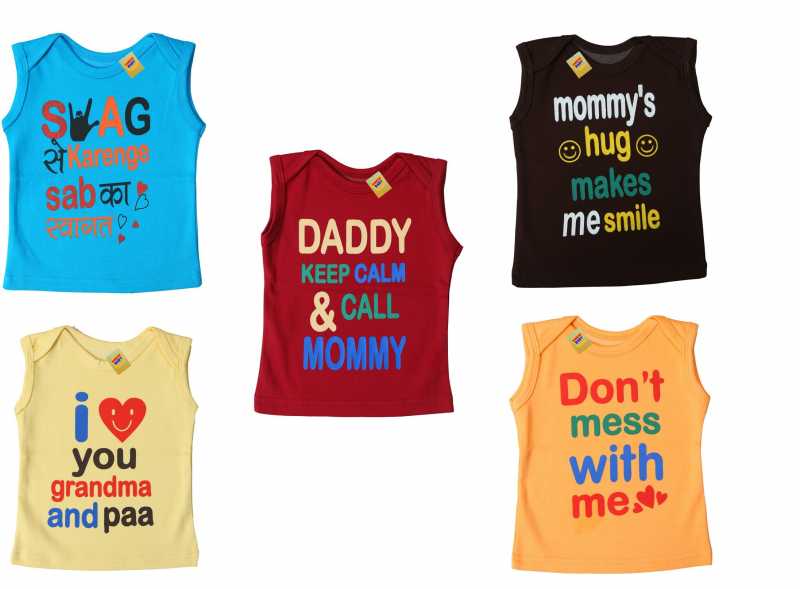 SWAG
से Karenge
sab का
स्वागत
mommy's
hug
makes
me smile
DADDY
KEEP CALM
& CALL
MOMMY
i
you
grandma
and paa
Don't
mess
with
me